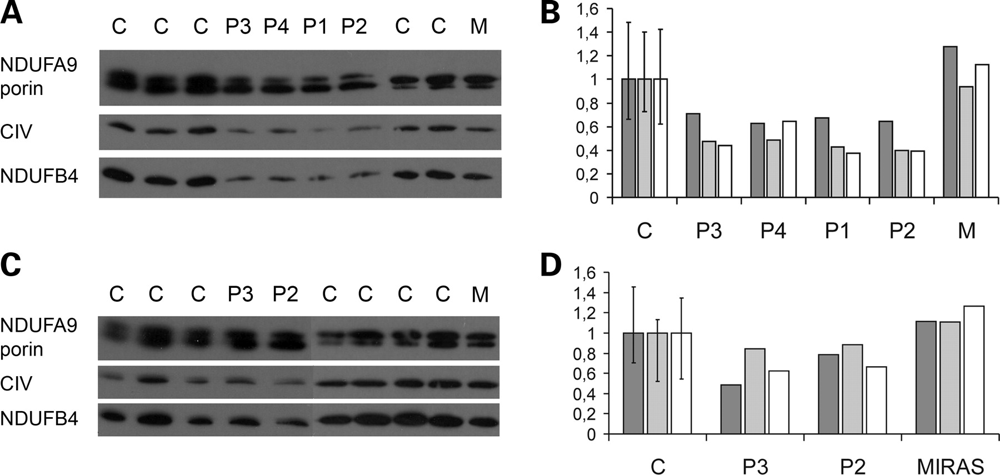 A
C C C P3 P4 P1 P2 C C M
NDUFA9
porin
CIV
NDUFB4
B
1,6
1,4
1,2
1
0,8
0,6
0,4
0,2
0
C P3 P4 P1 P2 M
C
C C C P3 P2 C C C C M
NDUFA9
porin
CIV
NDUFB4
D
1,6
1,4
1,2
1
0,8
0,6
0,4
0,2
0
C P3 P2 MIRAS